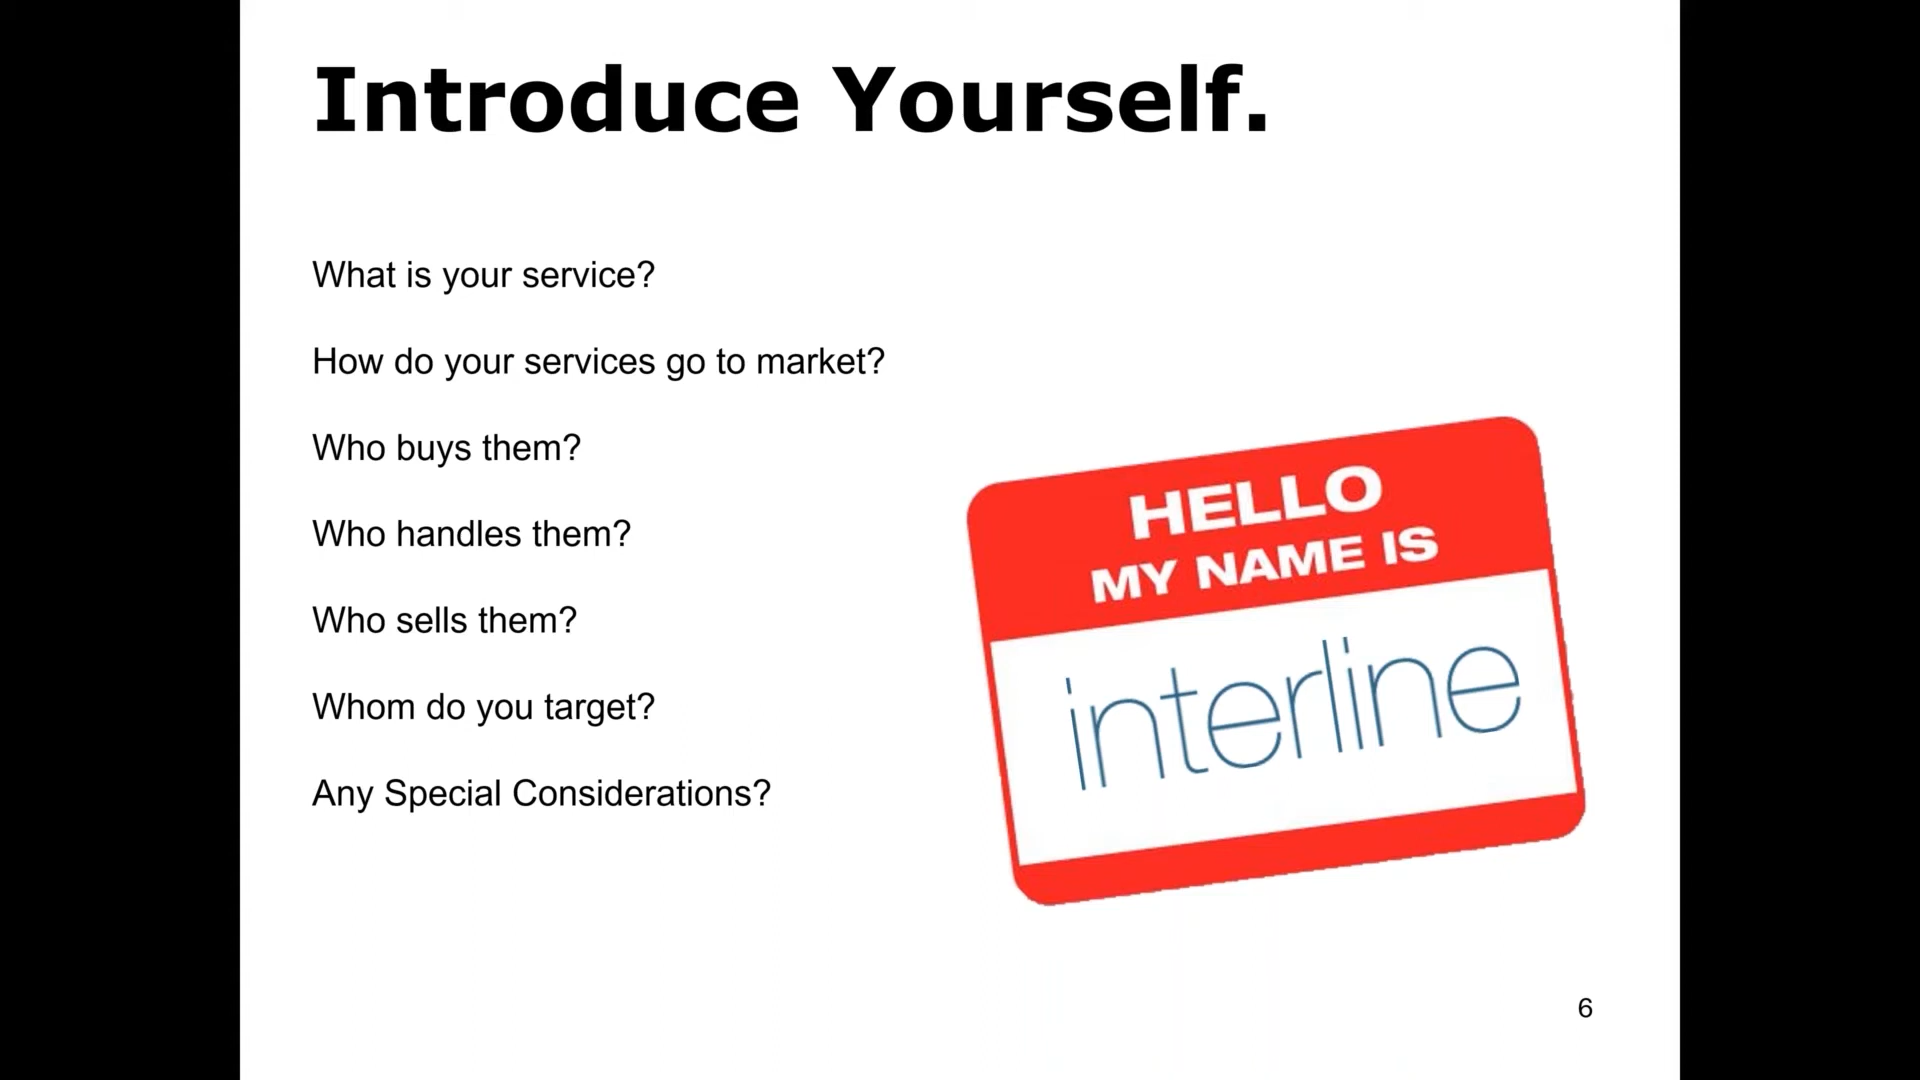 Introduce Yourself.
What is your service?
How do your services go to market?
Who buys them?
Who handles them?
Who sells them?
Whom do you target?
Any Special Considerations?
HELLO
MY NAME IS
interline
6